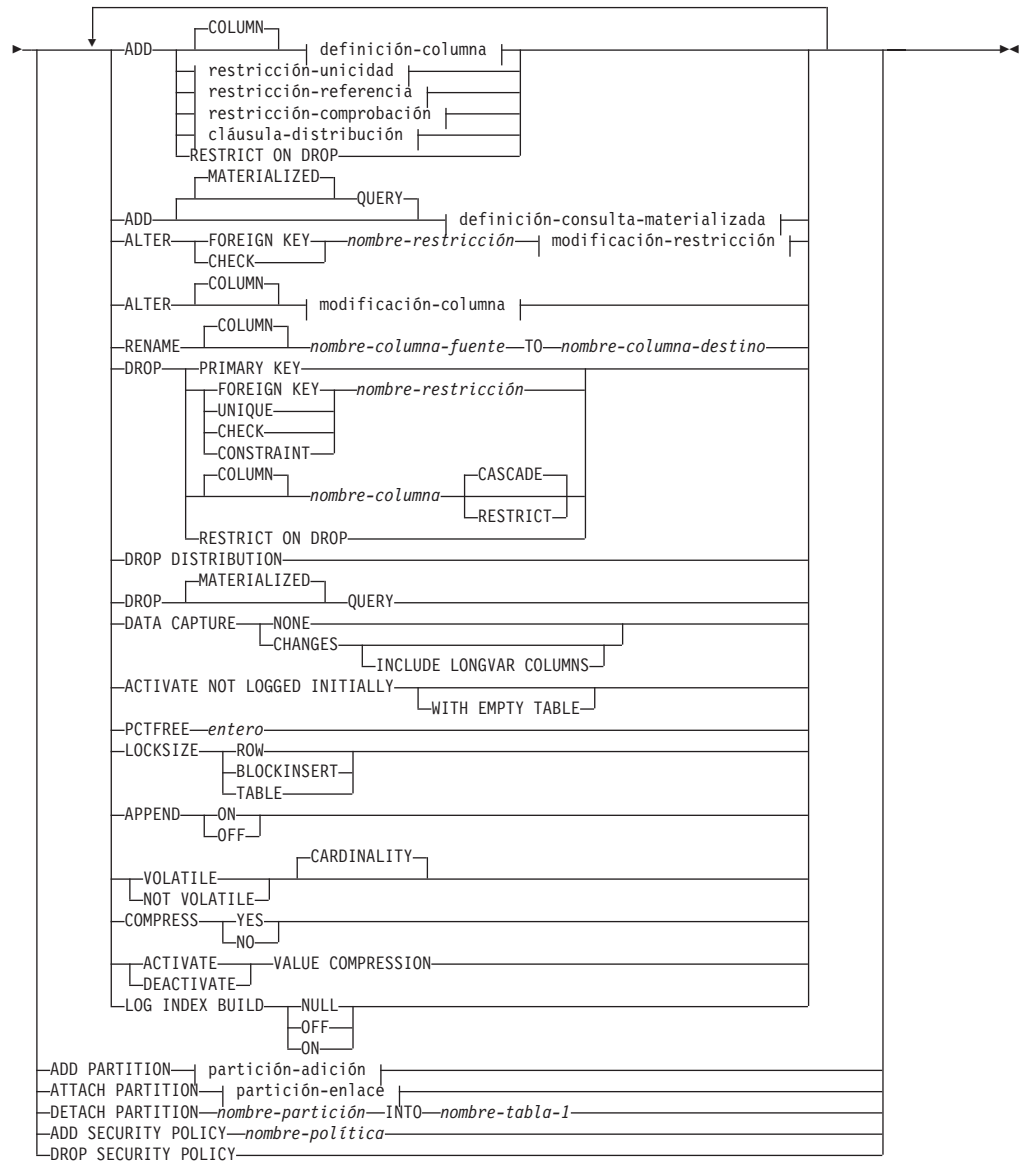 COLUMN
ADD definición-columna
restricción-unicidad
restricción-referencia
restricción-comprobación
cláusula-distribución
RESTRICT ON DROP
MATERIALIZED
QUERY
ADD definición-consulta-materializada
ALTER FOREIGN KEY nombre-restricción modificación-restricción
CHECK
COLUMN
ALTER modificación-columna
COLUMN
RENAME nombre-columna-fuente TO nombre-columna-destino
DROP PRIMARY KEY
FOREIGN KEY nombre-restricción
UNIQUE
CHECK
CONSTRAINT
COLUMN CASCADE
nombre-columna
RESTRICT
RESTRICT ON DROP
DROP DISTRIBUTION
MATERIALIZED
DROP QUERY
DATA CAPTURE NONE
CHANGES
INCLUDE LONGVAR COLUMNS
ACTIVATE NOT LOGGED INITIALLY
WITH EMPTY TABLE
PCTFREE entero
LOCKSIZE ROW
BLOCKINSERT
TABLE
APPEND ON
OFF
CARDINALITY
VOLATILE
NOT VOLATILE
COMPRESS YES
NO
ACTIVATE VALUE COMPRESSION
DEACTIVATE
LOG INDEX BUILD NULL
OFF
ON
ADD PARTITION partición-adición
ATTACH PARTITION partición-enlace
DETACH PARTITION nombre-partición INTO nombre-tabla-1
ADD SECURITY POLICY nombre-política
DROP SECURITY POLICY